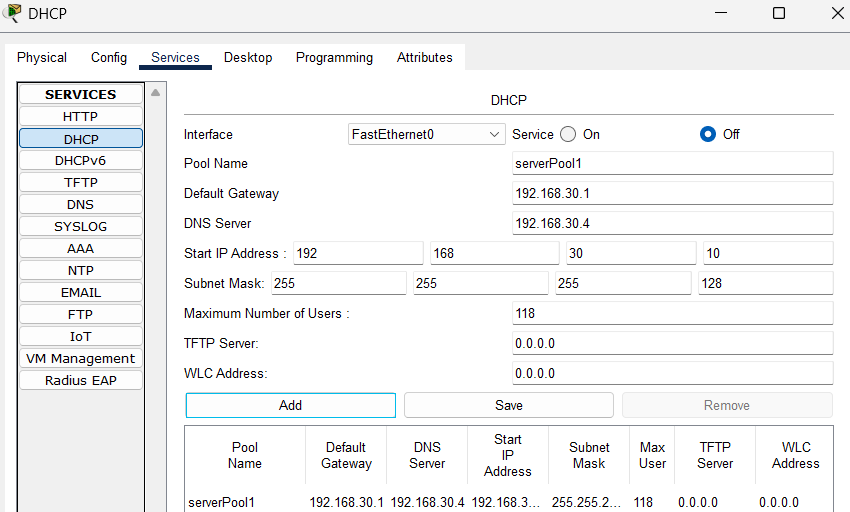 DHCP
Physical Config Services Desktop Programming Attributes
SERVICES
HTTP
DHCP
DHCPv6
TFTP
DNS
SYSLOG
AAA
NTP
EMAIL
FTP
IoT
VM Management
Radius EAP
DHCP
Interface FastEthernet0 Service On Off
Pool Name serverPool1
Default Gateway 192.168.30.1
DNS Server 192.168.30.4
Start IP Address : 192 168 30 10
Subnet Mask: 255 255 255 128
Maximum Number of Users : 118
TFTP Server: 0.0.0.0
WLC Address: 0.0.0.0
Add Save Remove
Pool Name Default Gateway DNS Server Start IP Address Subnet Mask Max User TFTP Server WLC Address
serverPool1 192.168.30.1 192.168.30.4 192.168.3... 255.255.2... 118 0.0.0.0 0.0.0.0